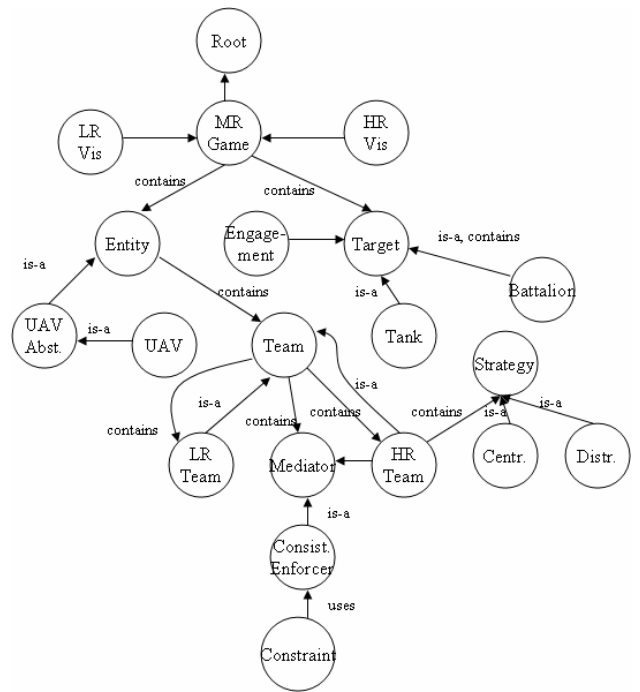 Root
LR
Vis
MR
Game
HR
Vis
contains
contains
Entity
Engage-
ment
Target
is-a, contains
is-a
contains
is-a
Battalion
UAV
Abst.
is-a
UAV
Team
Tank
Strategy
is-a
contains
is-a
contains
contains
contains
is-a
is-a
LR
Team
Mediator
HR
Team
Centr.
Distr.
is-a
Consist.
Enforcer
uses
Constraint